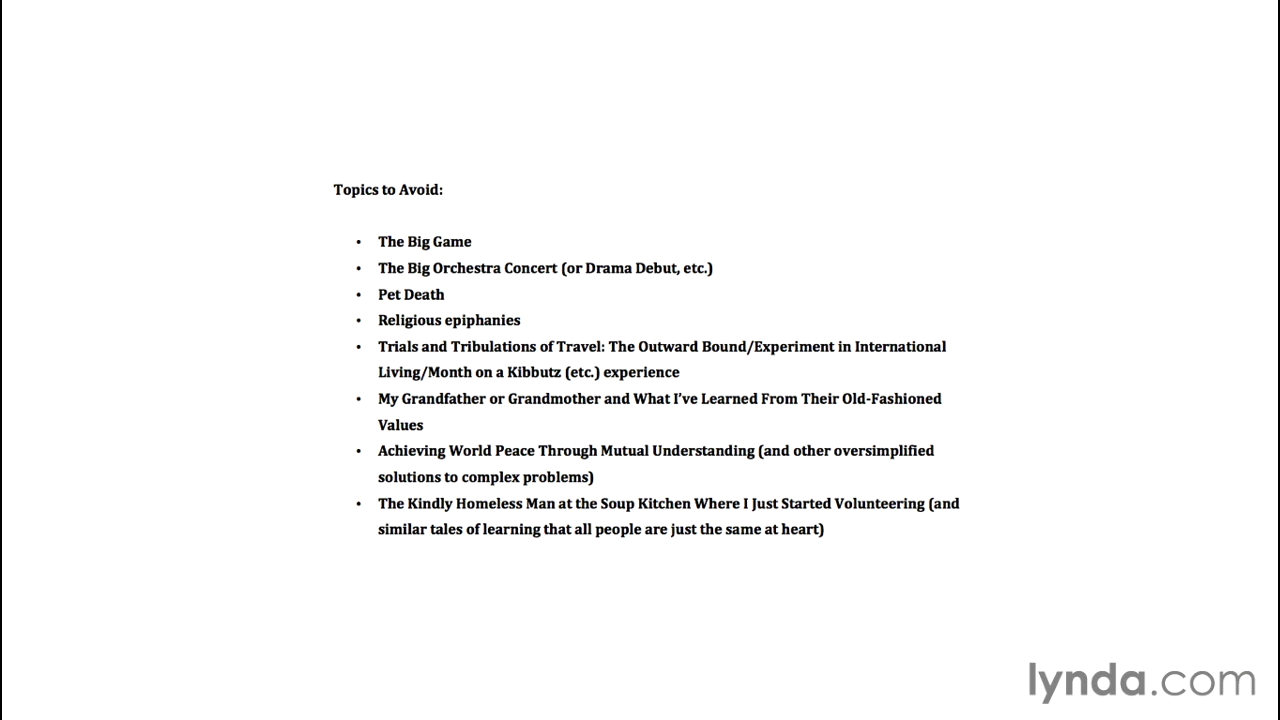 Topics to Avoid:
• The Big Game
• The Big Orchestra Concert (or Drama Debut, etc.)
• Pet Death
• Religious epiphanies
• Trials and Tribulations of Travel: The Outward Bound/Experiment in International
Living/Month on a Kibbutz (etc.) experience
• My Grandfather or Grandmother and What I’ve Learned From Their Old-Fashioned
Values
• Achieving World Peace Through Mutual Understanding (and other oversimplified
solutions to complex problems)
• The Kindly Homeless Man at the Soup Kitchen Where I Just Started Volunteering (and
similar tales of learning that all people are just the same at heart)
lynda.com